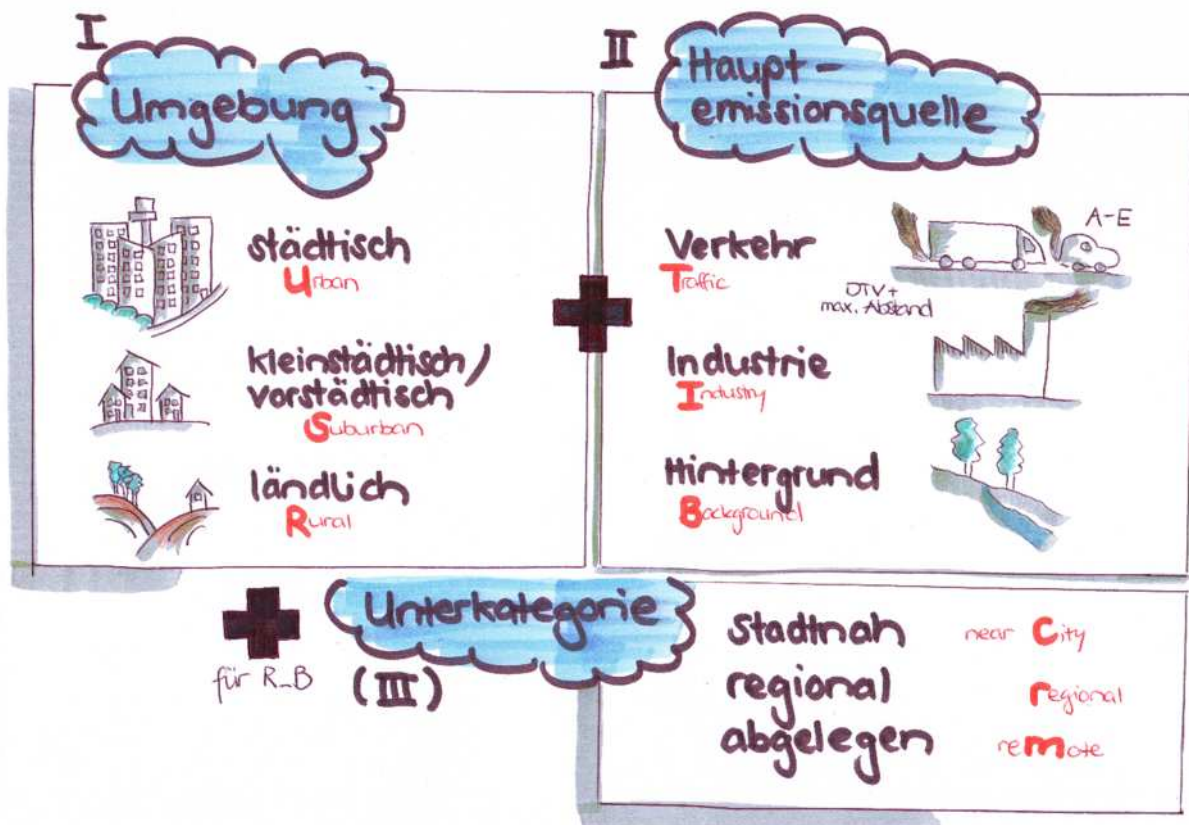 I
Umgebung
städtisch
Urban
kleinstädtisch/
vorstädtisch
Suburban
ländlich
Rural
II
Haupt-
emissionsquelle
Verkehr
Traffic
A-E
DTV +
max. Abstand
Industrie
Industry
Hintergrund
Background
für R_B
Unterkategorie
(III)
stadtnah near City
regional regional
abgelegen remote